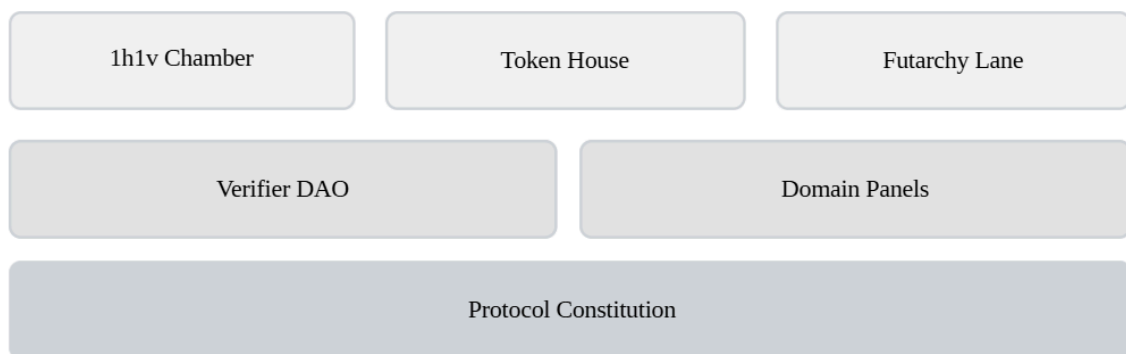 1h1v Chamber
Token House
Futarchy Lane
Verifier DAO
Domain Panels
Protocol Constitution